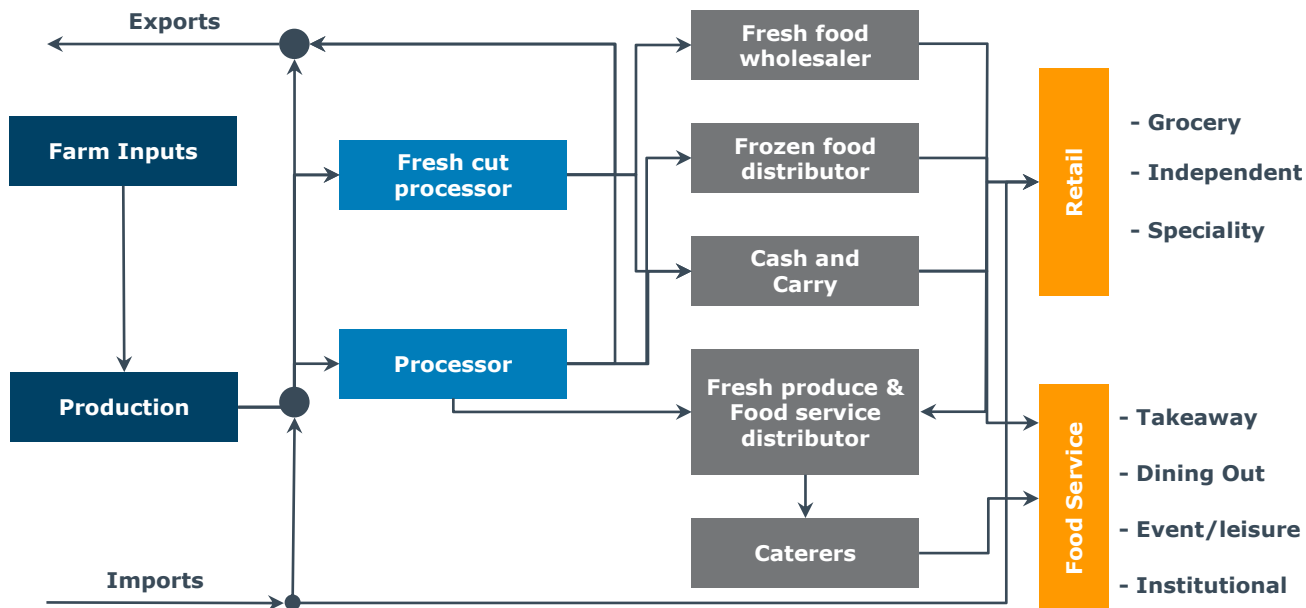 Exports
Farm Inputs
Production
Imports
Fresh cut
processor
Processor
Fresh food
wholesaler
Frozen food
distributor
Cash and
Carry
Fresh produce &
Food service
distributor
Caterers
Retail
- Grocery
- Independent
- Speciality
Food Service
- Takeaway
- Dining Out
- Event/leisure
- Institutional